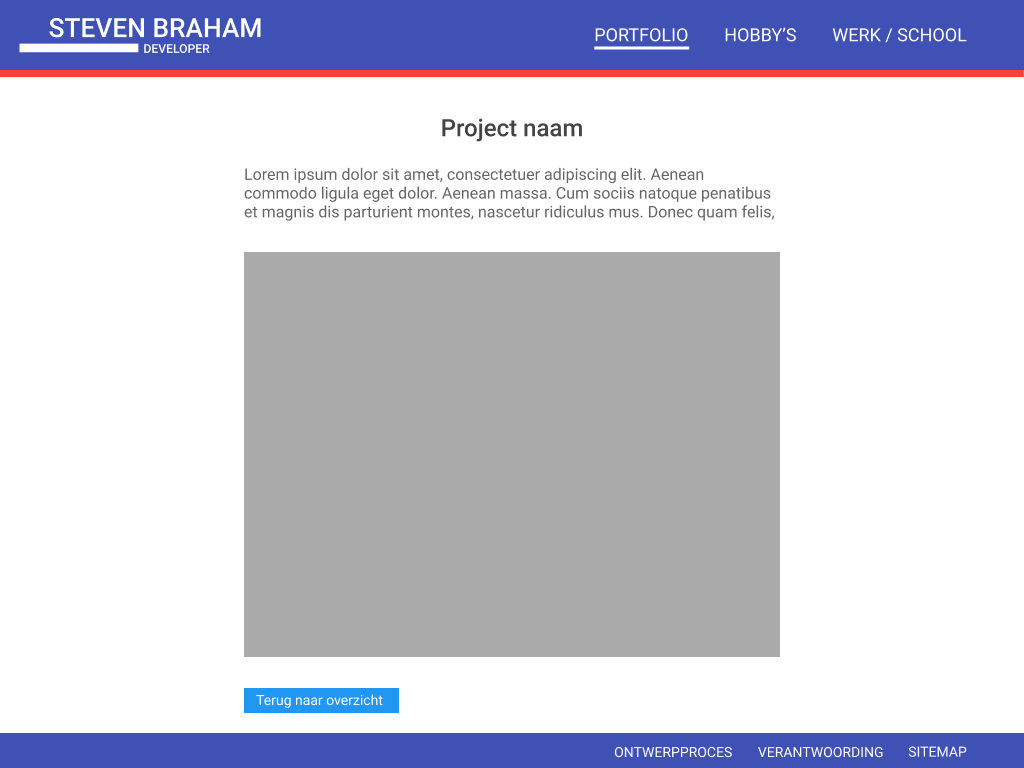 STEVEN BRAHAM
DEVELOPER
PORTFOLIO
HOBBY’S
WERK / SCHOOL
Project naam
Lorem ipsum dolor sit amet, consectetuer adipiscing elit. Aenean
commodo ligula eget dolor. Aenean massa. Cum sociis natoque penatibus
et magnis dis parturient montes, nascetur ridiculus mus. Donec quam felis,
Terug naar overzicht
ONTWERPPROCES
VERANTWOORDING
SITEMAP